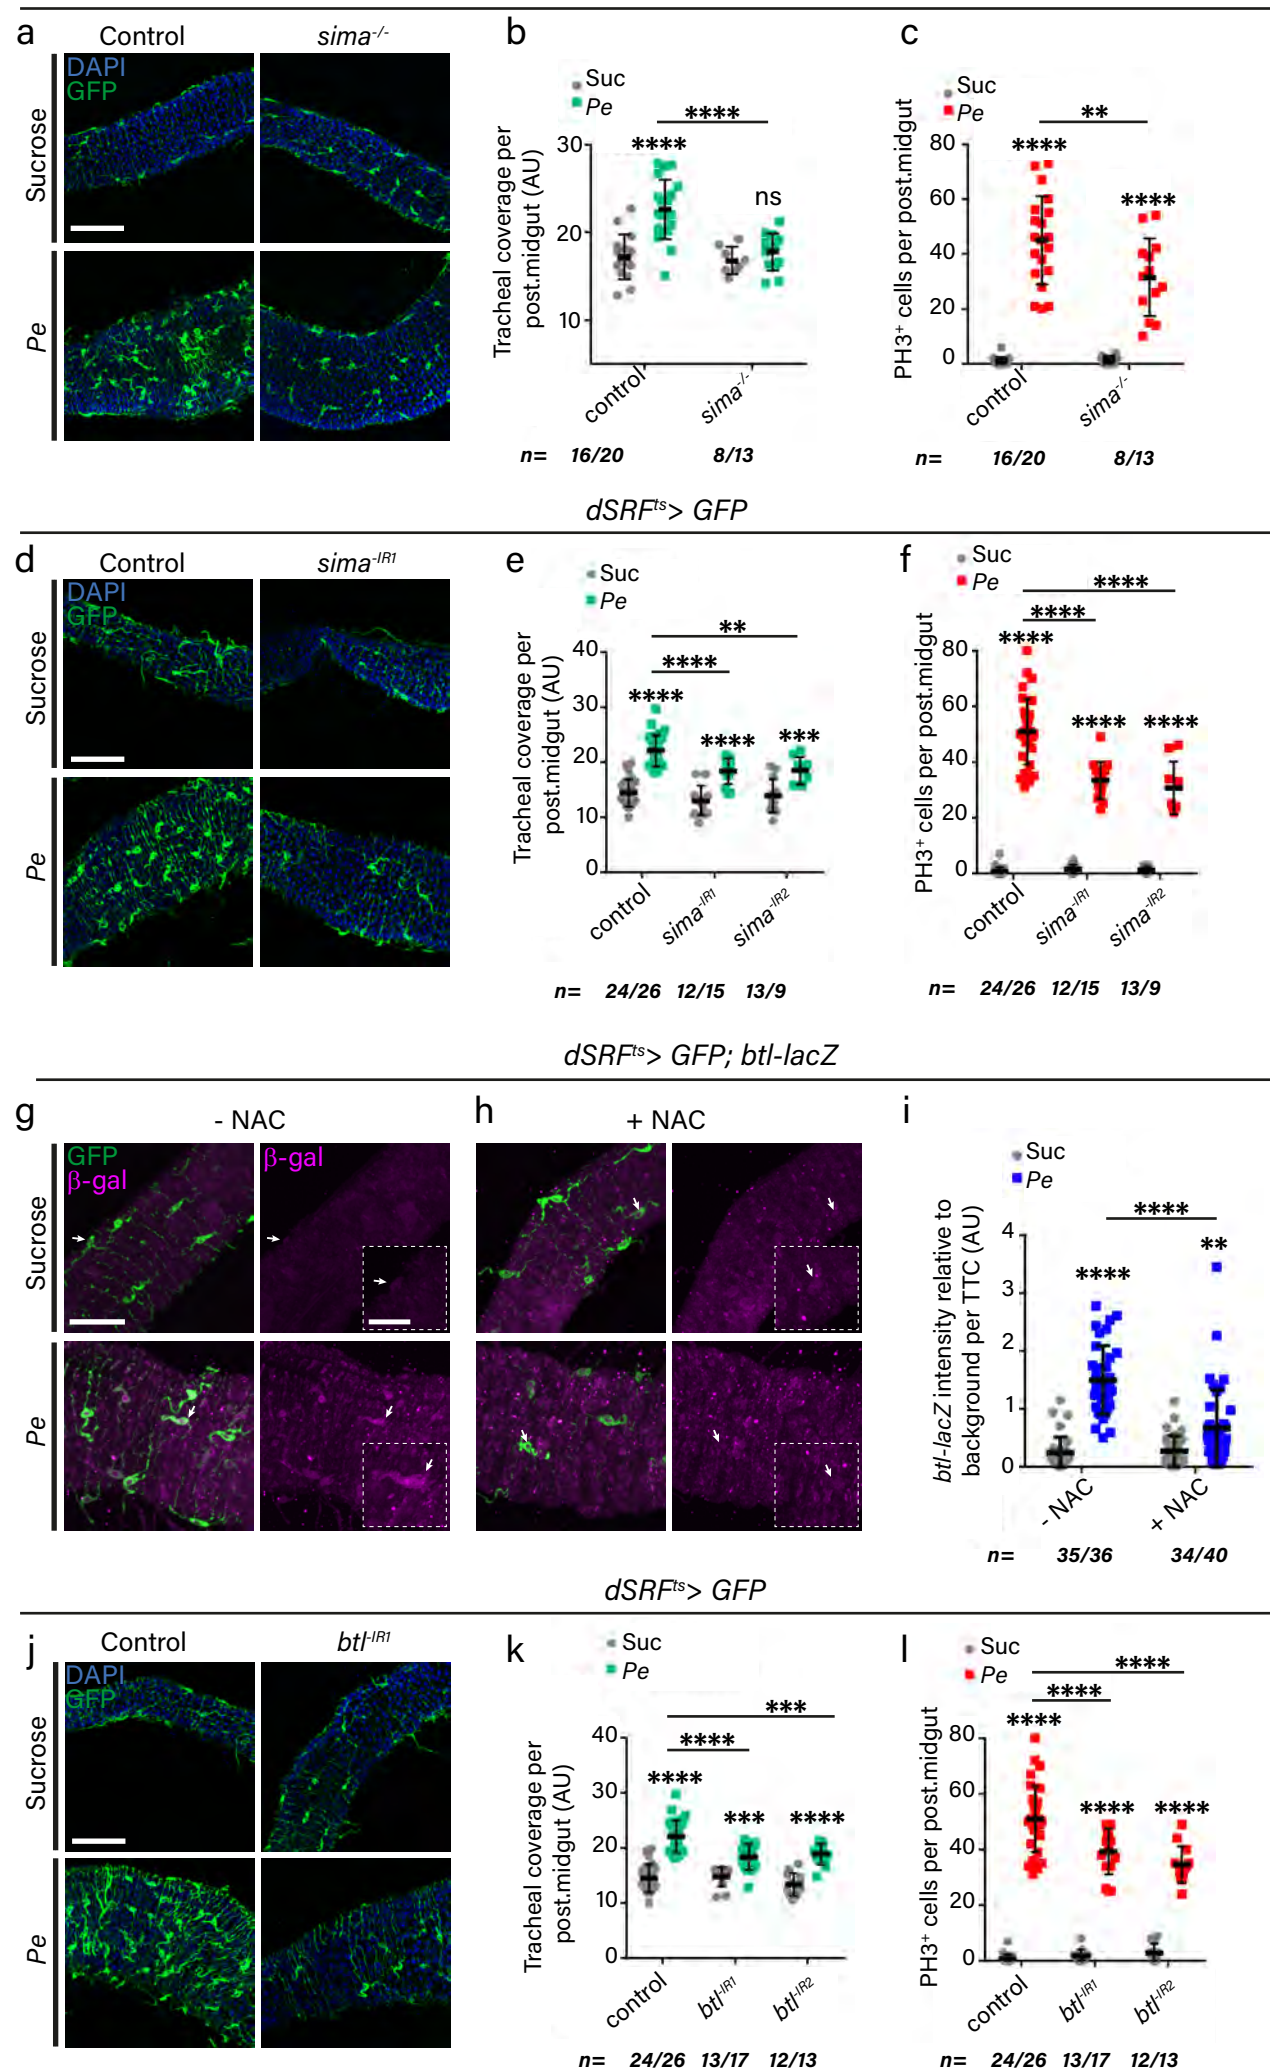 a
Control
sima-/-
DAPI
GFP
Sucrose
Pe
b
Suc
Pe
****
****
ns
30
20
10
Tracheal coverage per
post.midgut (AU)
control
sima-/-
n= 16/20 8/13
c
Suc
Pe
**
****
****
80
60
40
20
0
PH3+ cells per post.midgut
control
sima-/-
n= 16/20 8/13
dSRFts> GFP
d
Control
sima-IR1
DAPI
GFP
Sucrose
Pe
e
Suc
Pe
**
****
****
****
***
40
30
20
10
0
Tracheal coverage per
post.midgut (AU)
control
sima-IR1
sima-IR2
n= 24/26 12/15 13/9
f
Suc
Pe
****
****
****
****
****
80
60
40
20
0
PH3+ cells per post.midgut
control
sima-IR1
sima-IR2
n= 24/26 12/15 13/9
dSRFts> GFP; btl-lacZ
g
- NAC
GFP
β-gal
β-gal
Sucrose
Pe
h
+ NAC
i
Suc
Pe
****
****
**
4
3
2
1
0
btl-lacZ intensity relative to
background per TTC (AU)
- NAC
+ NAC
n= 35/36 34/40
dSRFts> GFP
j
Control
btl-IR1
DAPI
GFP
Sucrose
Pe
k
Suc
Pe
***
****
****
***
****
40
30
20
10
0
Tracheal coverage per
post.midgut (AU)
control
btl-IR1
btl-IR2
n= 24/26 13/17 12/13
l
Suc
Pe
****
****
****
****
****
80
60
40
20
0
PH3+ cells per post.midgut
control
btl-IR1
btl-IR2
n= 24/26 13/17 12/13